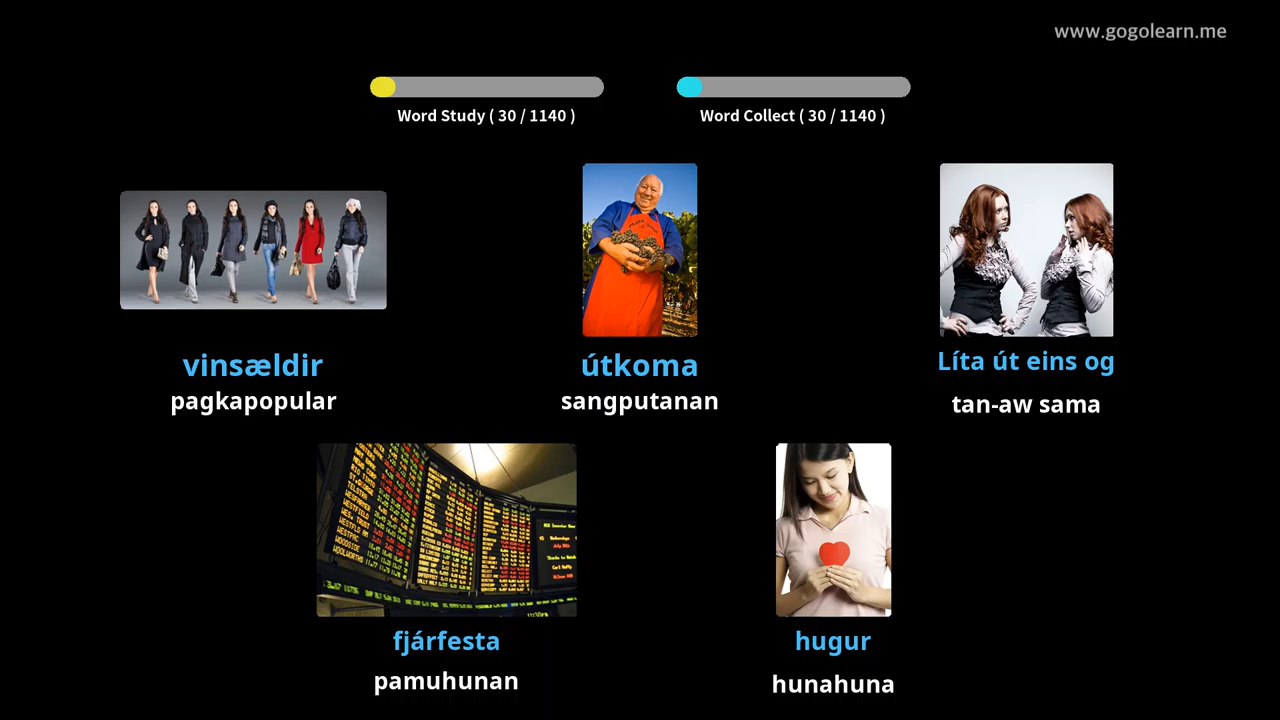 www.gogolearn.me
Word Study ( 30 / 1140 )
Word Collect ( 30 / 1140 )
vinsældir
pagkapopular
útkoma
sangputanan
Líta út eins og
tan-aw sama
fjárfesta
pamuhunan
hugur
hunahuna